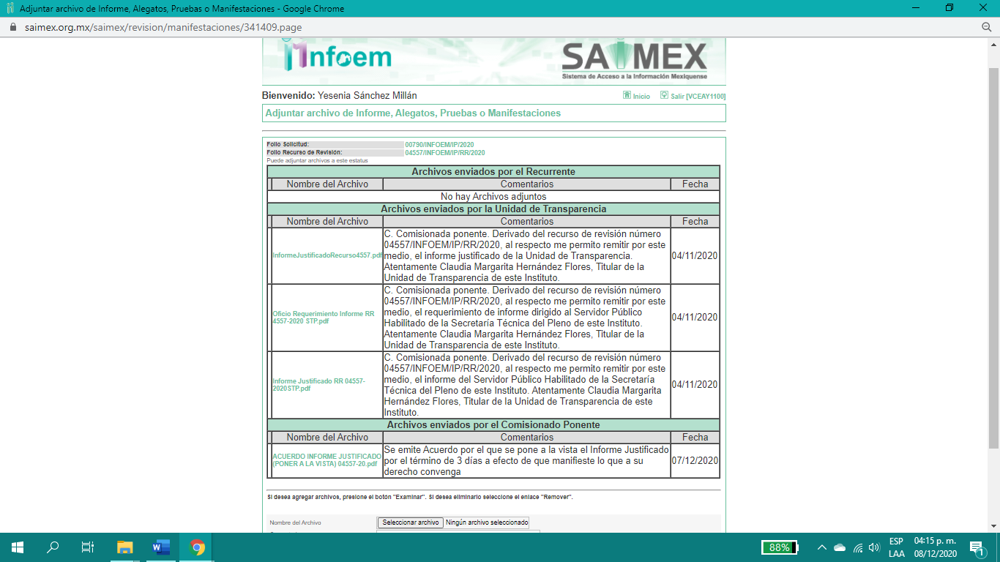 Adjuntar archivo de Informe, Alegatos, Pruebas o Manifestaciones - Google Chrome
saimex.org.mx/saimex/revision/manifestaciones/341409.page
infoem
SAIMEX
Sistema de Acceso a la Información Mexiquense
Bienvenido: Yesenia Sánchez Millán
Inicio Salir [VCEAY1100]
Adjuntar archivo de Informe, Alegatos, Pruebas o Manifestaciones
Folio Solicitud: 00790/INFOEM/IP/2020
Folio Recurso de Revisión: 04557/INFOEM/IP/RR/2020
Puede adjuntar archivos a este estatus
Archivos enviados por el Recurrente
Nombre del Archivo Comentarios Fecha
No hay Archivos adjuntos
Archivos enviados por la Unidad de Transparencia
Nombre del Archivo Comentarios Fecha
InformeJustificadoRecurso4557.pdf
C. Comisionada ponente. Derivado del recurso de revisión número
04557/INFOEM/IP/RR/2020, al respecto me permito remitir por este
medio, el informe justificado de la Unidad de Transparencia.
Atentamente Claudia Margarita Hernández Flores, Titular de la
Unidad de Transparencia de este Instituto.
04/11/2020
Oficio Requerimiento Informe RR
4557-2020 STP.pdf
C. Comisionada ponente. Derivado del recurso de revisión número
04557/INFOEM/IP/RR/2020, al respecto me permito remitir por este
medio, el requerimiento de informe dirigido al Servidor Público
Habilitado de la Secretaría Técnica del Pleno de este Instituto.
Atentamente Claudia Margarita Hernández Flores, Titular de la
Unidad de Transparencia de este Instituto.
04/11/2020
Informe Justificado RR 04557-
2020STP.pdf
C. Comisionada ponente. Derivado del recurso de revisión número
04557/INFOEM/IP/RR/2020, al respecto me permito remitir por este
medio, el informe del Servidor Público Habilitado de la Secretaría
Técnica del Pleno de este Instituto. Atentamente Claudia Margarita
Hernández Flores, Titular de la Unidad de Transparencia de este
Instituto.
04/11/2020
Archivos enviados por el Comisionado Ponente
Nombre del Archivo Comentarios Fecha
ACUERDO INFORME JUSTIFICADO
(PONER A LA VISTA) 04557-20.pdf
Se emite Acuerdo por el que se pone a la vista el Informe Justificado
por el término de 3 días a efecto de que manifieste lo que a su
derecho convenga
07/12/2020
Si desea agregar archivos, presione el botón "Examinar". Si desea eliminarlo seleccione el enlace "Remover".
Nombre del Archivo Seleccionar archivo Ningún archivo seleccionado
88%
ESP
LAA
04:15 p. m.
08/12/2020
1